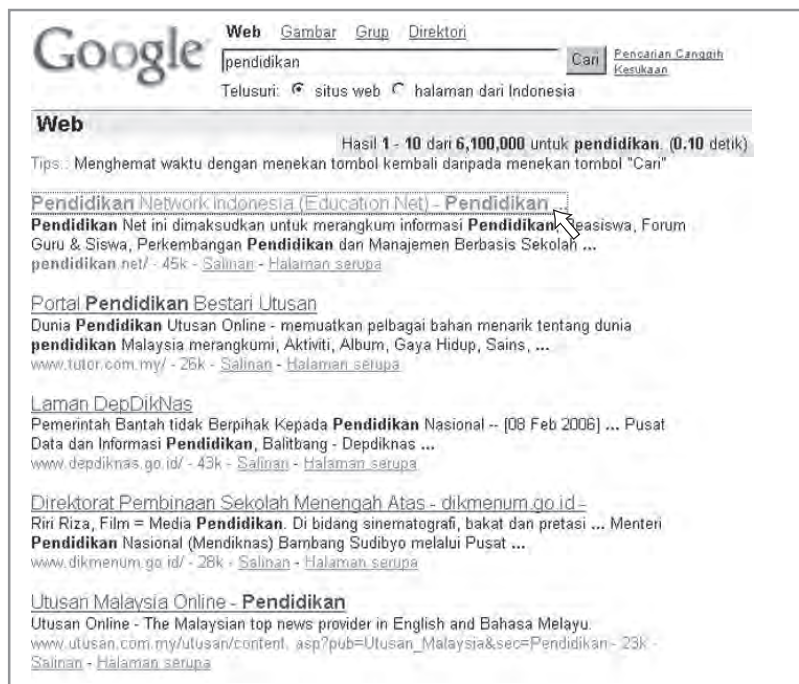 Google Web Gambar Grup Direktori
pendidikan Cari Pencarian Canggih
Kesukaan
Telusuri: situs web halaman dari Indonesia
Web
Hasil 1 - 10 dari 6,100,000 untuk pendidikan. (0.10 detik)
Tips: Menghemat waktu dengan menekan tombol kembali daripada menekan tombol "Cari"
Pendidikan Network Indonesia (Education Net) - Pendidikan ...
Pendidikan Net ini dimaksudkan untuk merangkum informasi Pendidikan, Beasiswa, Forum
Guru & Siswa, Perkembangan Pendidikan dan Manajemen Berbasis Sekolah ...
pendidikan.net/ - 45k - Salinan - Halaman serupa
Portal Pendidikan Bestari Utusan
Dunia Pendidikan Utusan Online - memuatkan pelbagai bahan menarik tentang dunia
pendidikan Malaysia merangkumi, Aktiviti, Album, Gaya Hidup, Sains, ...
www.tutor.com.my/ - 26k - Salinan - Halaman serupa
Laman DepDikNas
Pemerintah Bantah tidak Berpihak Kepada Pendidikan Nasional -- [08 Feb 2006] ... Pusat
Data dan Informasi Pendidikan, Balitbang - Depdiknas ...
www.depdiknas.go.id/ - 43k - Salinan - Halaman serupa
Direktorat Pembinaan Sekolah Menengah Atas - dikmenum.go.id -
Riri Riza, Film = Media Pendidikan. Di bidang sinematografi, bakat dan pretasi ... Menteri
Pendidikan Nasional (Mendiknas) Bambang Sudibyo melalui Pusat ...
www.dikmenum.go.id/ - 28k - Salinan - Halaman serupa
Utusan Malaysia Online - Pendidikan
Utusan Online - The Malaysian top news provider in English and Bahasa Melayu.
www.utusan.com.my/utusan/content. asp?pub=Utusan_Malaysia&sec=Pendidikan - 23k -
Salinan - Halaman serupa